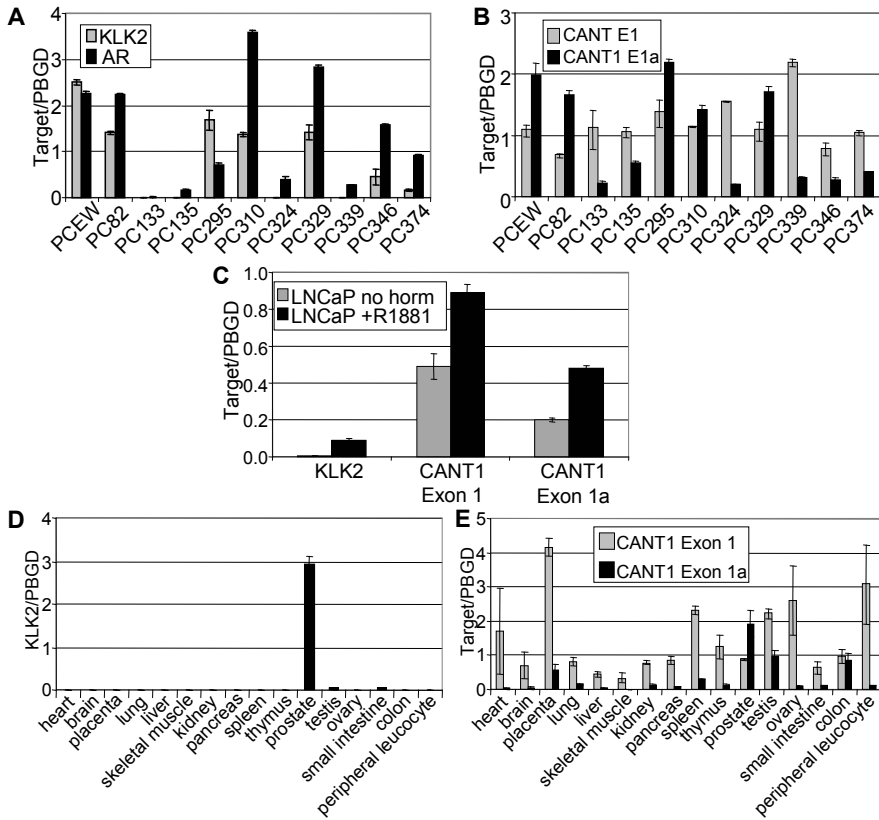 A
4
3
2
1
0
Target/PBGD
KLK2
AR
PCEW
PC82
PC133
PC135
PC295
PC310
PC324
PC329
PC339
PC346
PC374
B
2
1
0
Target/PBGD
CANT E1
CANT1 E1a
PCEW
PC82
PC133
PC135
PC295
PC310
PC324
PC329
PC339
PC346
PC374
C
1.0
0.8
0.6
0.4
0.2
0.0
Target/PBGD
LNCaP no horm
LNCaP +R1881
KLK2
CANT1
Exon 1
CANT1
Exon 1a
D
4
3
2
1
0
KLK2/PBGD
heart
brain
placenta
lung
liver
skeletal muscle
kidney
pancreas
spleen
thymus
prostate
testis
ovary
small intestine
colon
peripheral leucocyte
E
5
4
3
2
1
0
Target/PBGD
CANT1 Exon 1
CANT1 Exon 1a
heart
brain
placenta
lung
liver
skeletal muscle
kidney
pancreas
spleen
thymus
prostate
testis
ovary
small intestine
colon
peripheral leucocyte